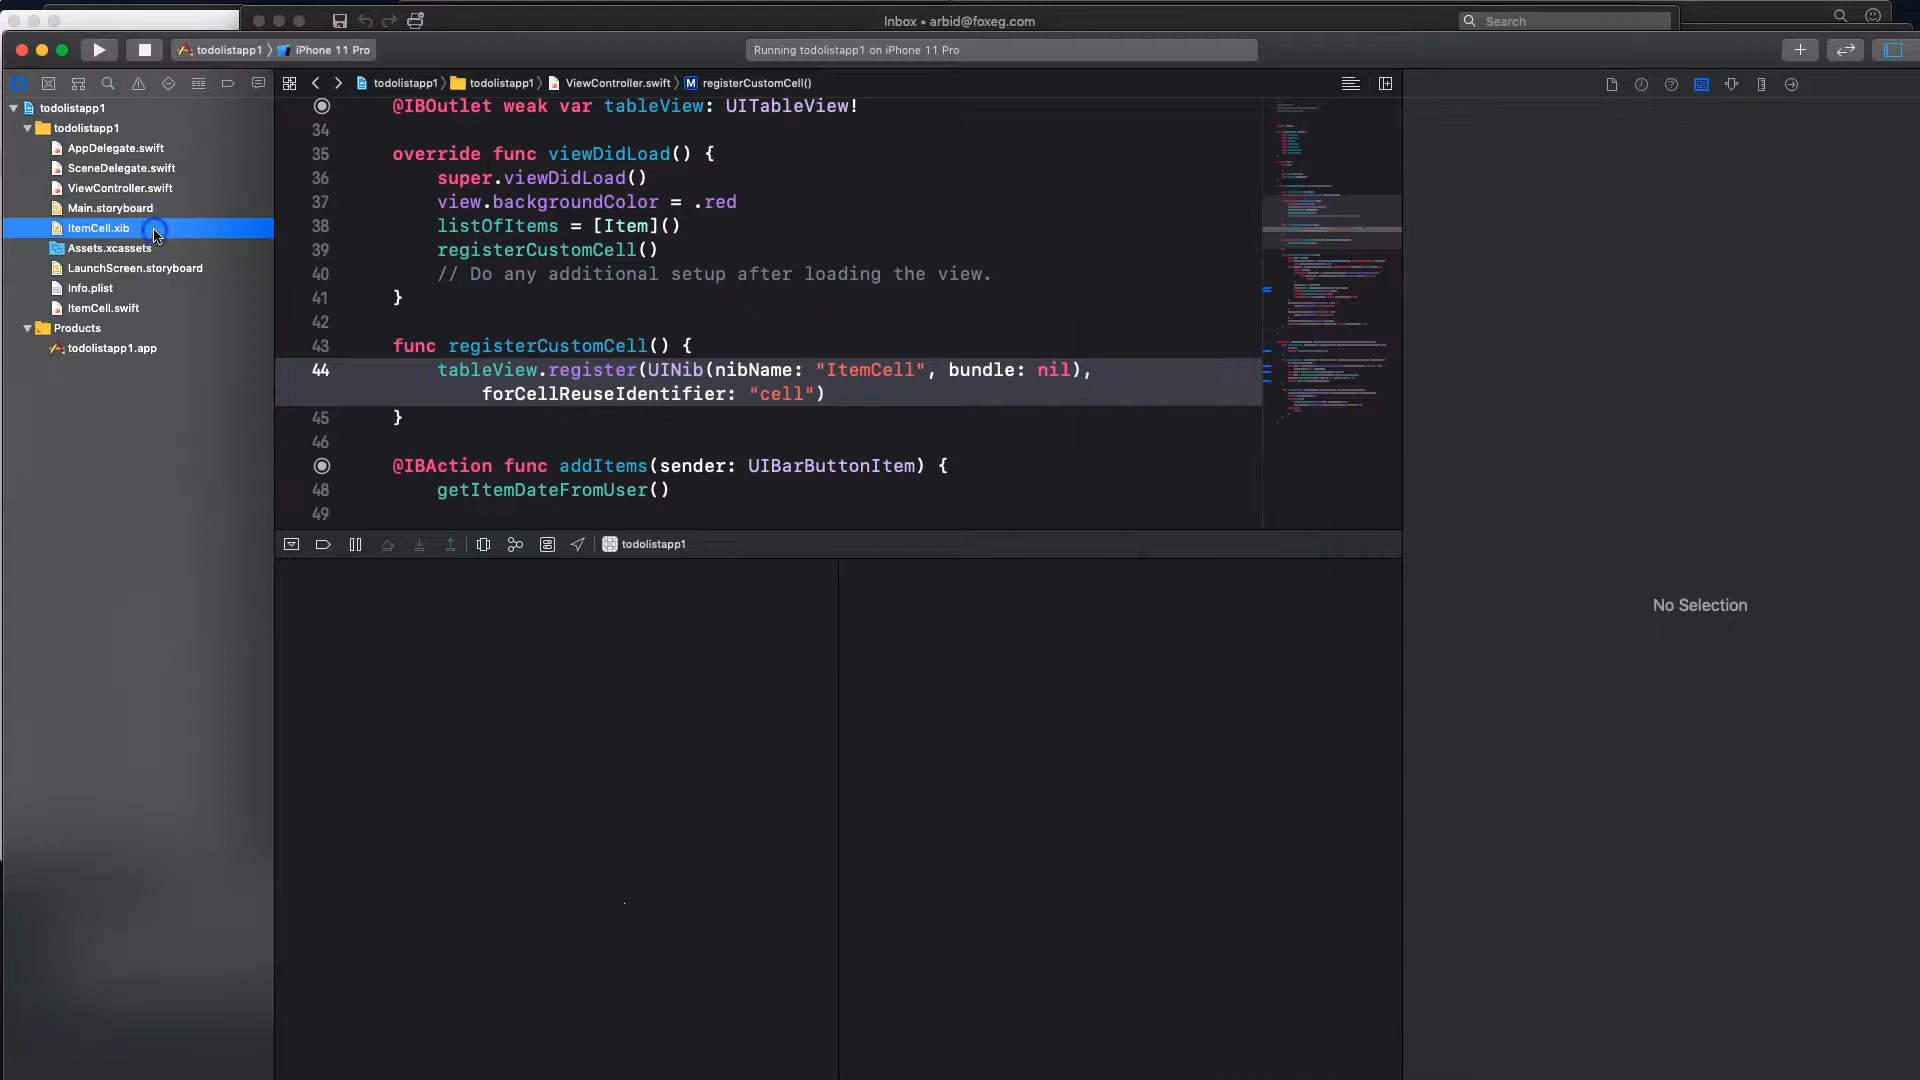 Inbox • arbid@foxeg.com
Search
todolistapp1 〉 iPhone 11 Pro
Running todolistapp1 on iPhone 11 Pro
todolistapp1 〉 todolistapp1 〉 ViewController.swift 〉 M registerCustomCell()
todolistapp1
todolistapp1
AppDelegate.swift
SceneDelegate.swift
ViewController.swift
Main.storyboard
ItemCell.xib
Assets.xcassets
LaunchScreen.storyboard
Info.plist
ItemCell.swift
Products
todolistapp1.app
@IBOutlet weak var tableView: UITableView!
34
35 override func viewDidLoad() {
36 super.viewDidLoad()
37 view.backgroundColor = .red
38 listOfItems = [Item]()
39 registerCustomCell()
40 // Do any additional setup after loading the view.
41 }
42
43 func registerCustomCell() {
44 tableView.register(UINib(nibName: "ItemCell", bundle: nil),
forCellReuseIdentifier: "cell")
45 }
46
@IBAction func addItems(sender: UIBarButtonItem) {
48 getItemDateFromUser()
49
todolistapp1
No Selection